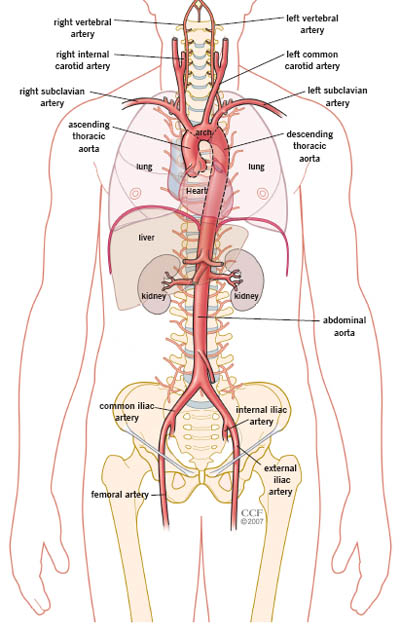 right vertebral
artery
left vertebral
artery
right internal
carotid artery
left common
carotid artery
right subclavian
artery
left subclavian
artery
ascending
thoracic
aorta
arch
descending
thoracic
aorta
lung
lung
Heart
liver
kidney
kidney
abdominal
aorta
common iliac
artery
internal iliac
artery
external
iliac
artery
femoral artery
CCF
©2007